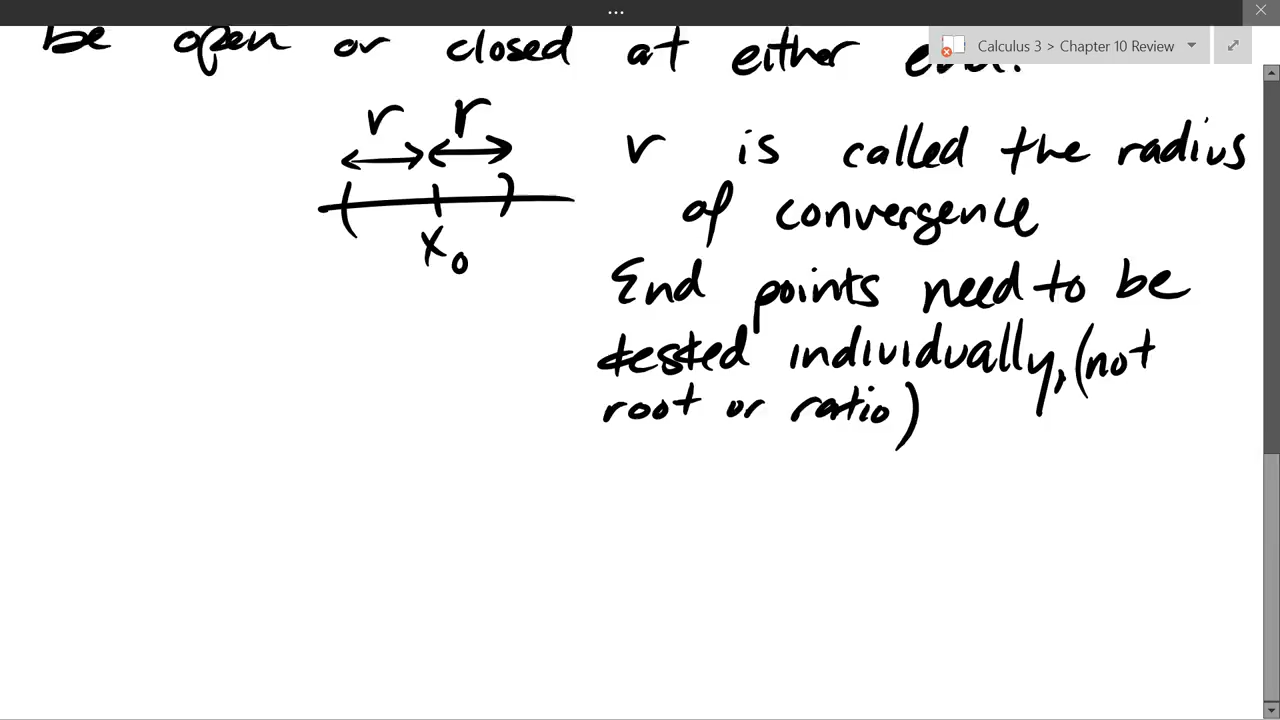 ...
be open or closed at either end.
Calculus 3 > Chapter 10 Review
r r
r is called the radius
of convergence
x₀
End points need to be
tested individually, (not
root or ratio)